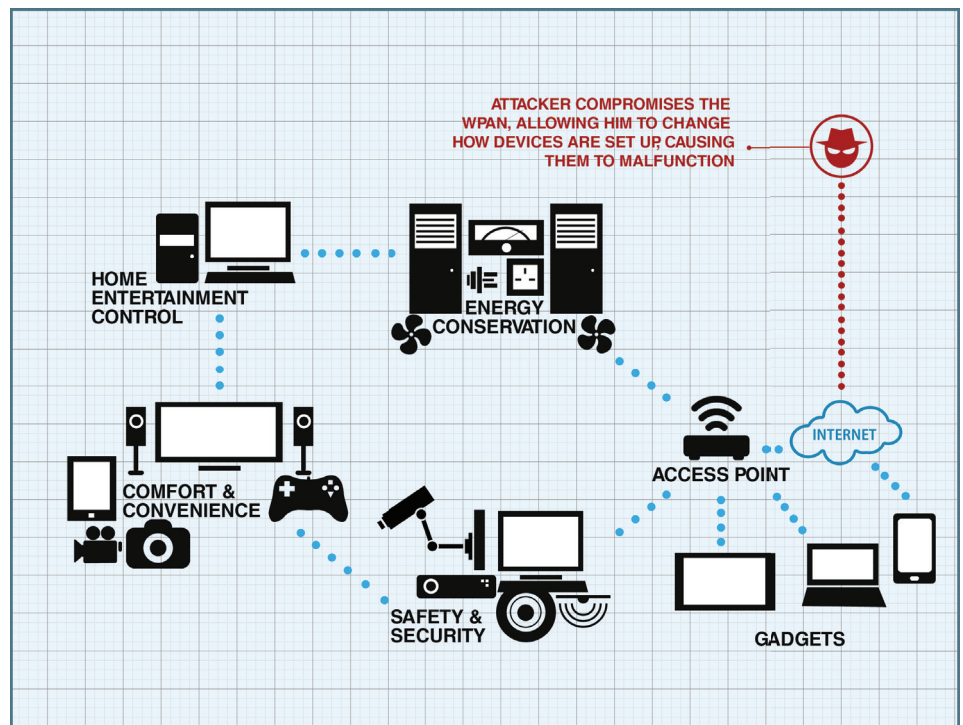 ATTACKER COMPROMISES THE
WPAN, ALLOWING HIM TO CHANGE
HOW DEVICES ARE SET UP, CAUSING
THEM TO MALFUNCTION
HOME
ENTERTAINMENT
CONTROL
ENERGY
CONSERVATION
INTERNET
ACCESS POINT
COMFORT &
CONVENIENCE
SAFETY &
SECURITY
GADGETS